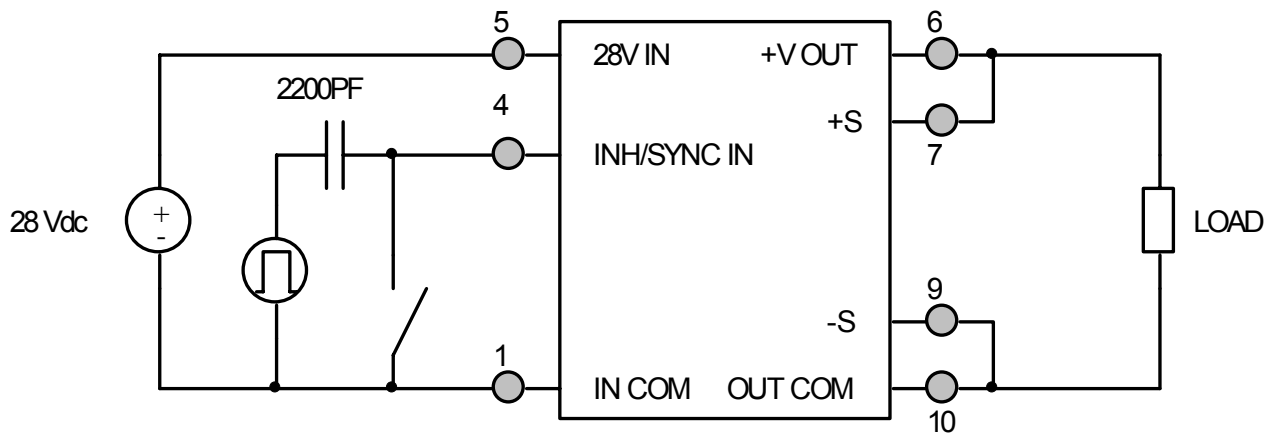 5
28V IN
6
+V OUT
2200PF
4
+S
7
INH/SYNC IN
28 Vdc
+
-
LOAD
9
-S
1
IN COM
OUT COM
10